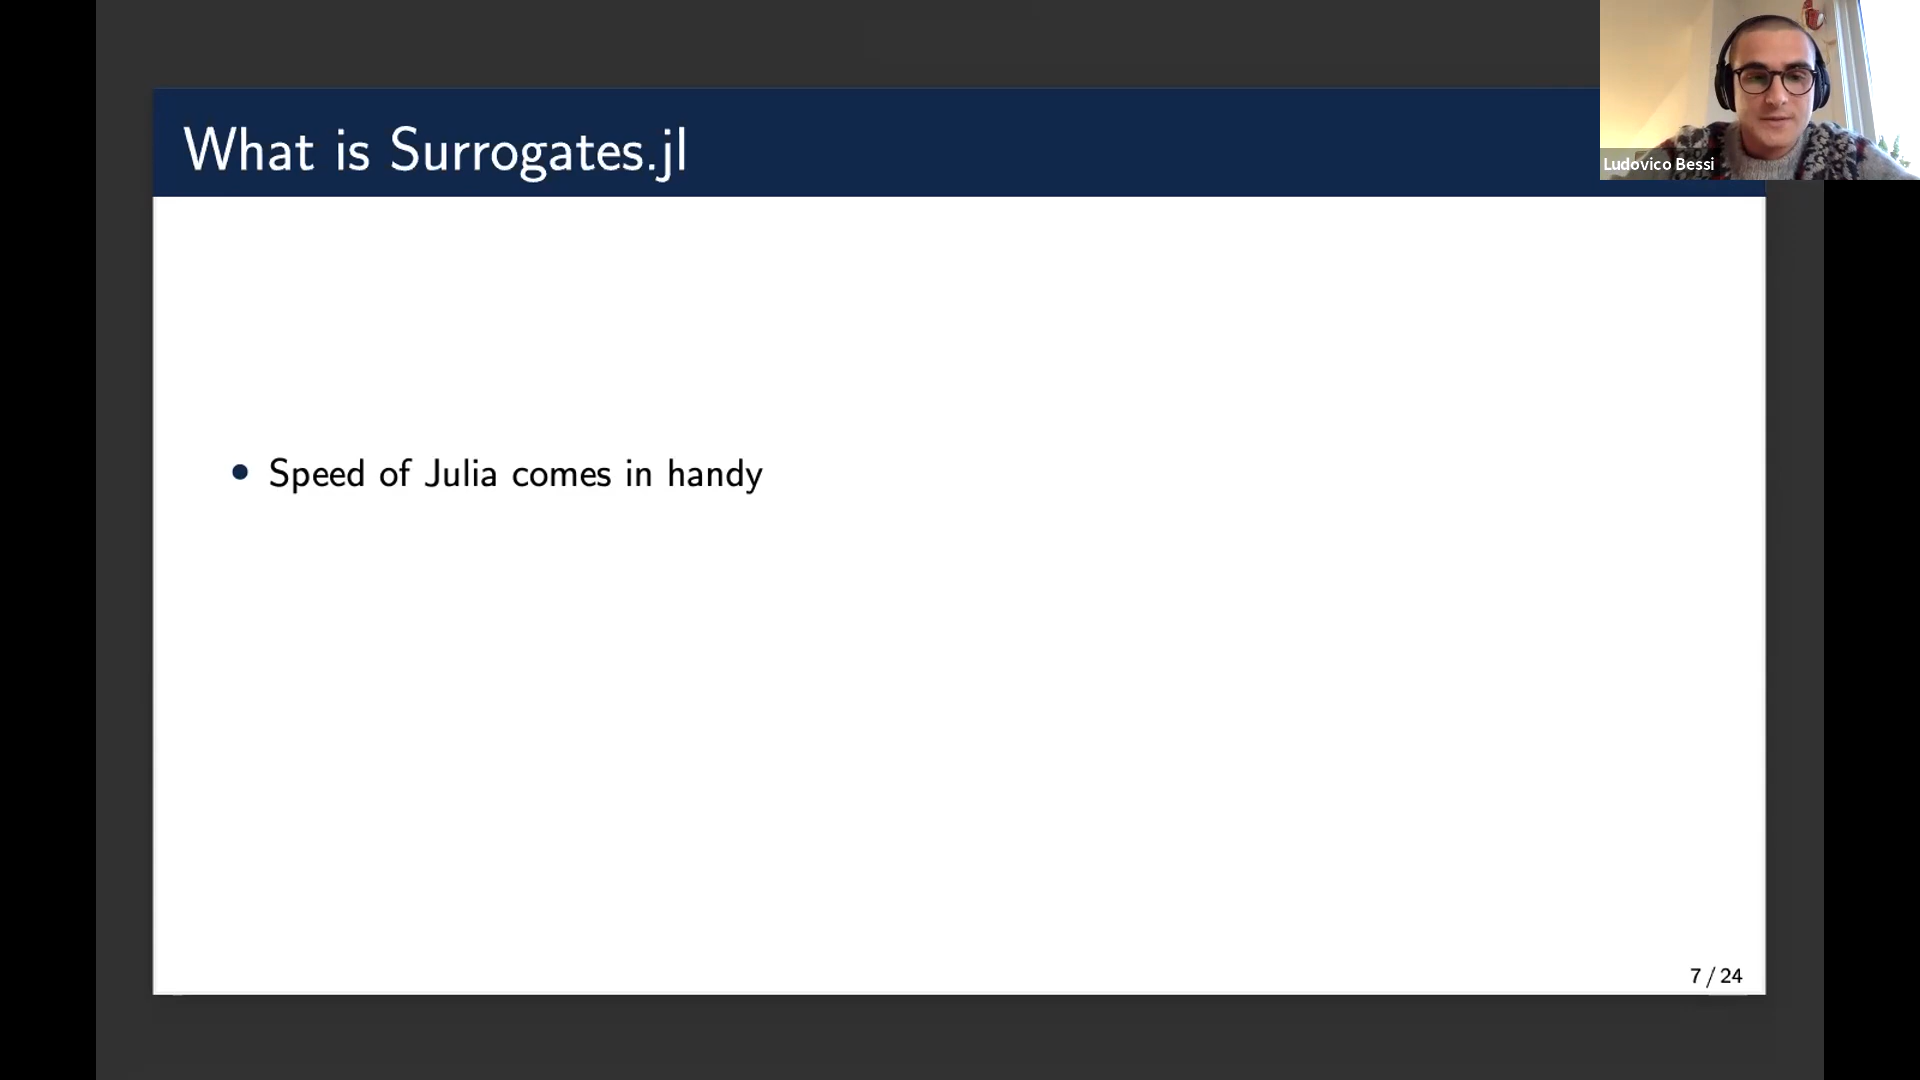 What is Surrogates.jl
Ludovico Bessi
• Speed of Julia comes in handy
7 / 24